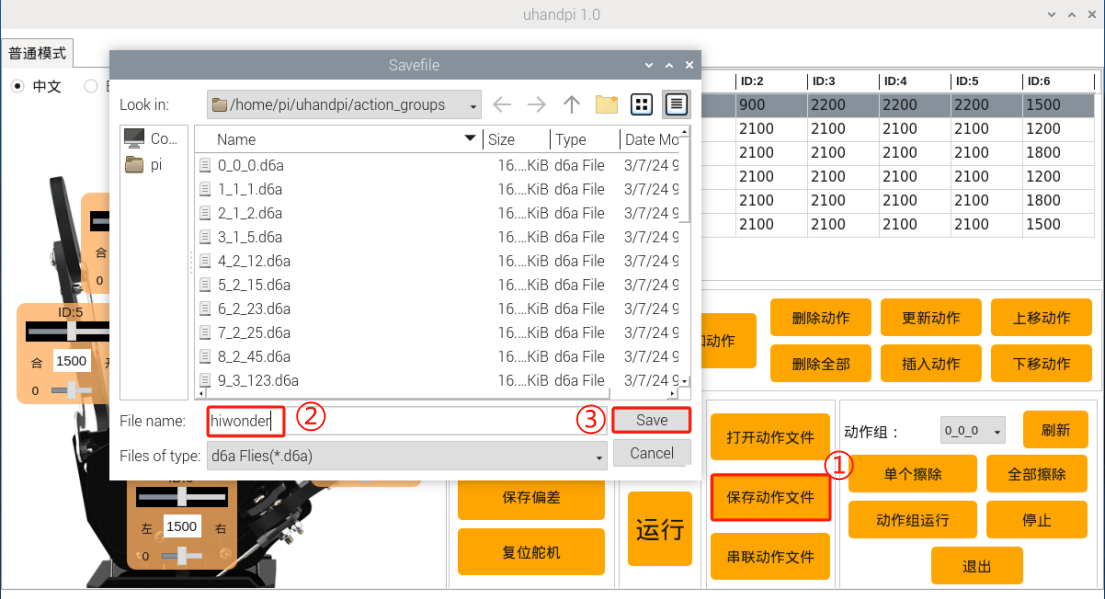 uhandpi 1.0
普通模式
中文
Savefile
Look in:
/home/pi/uhandpi/action_groups
Co...
pi
Name Size Type Date Mo
0_0_0.d6a 16....KiB d6a File 3/7/24 9
1_1_1.d6a 16....KiB d6a File 3/7/24 9
2_1_2.d6a 16....KiB d6a File 3/7/24 9
3_1_5.d6a 16....KiB d6a File 3/7/24 9
4_2_12.d6a 16....KiB d6a File 3/7/24 9
5_2_15.d6a 16....KiB d6a File 3/7/24 9
6_2_23.d6a 16....KiB d6a File 3/7/24 9
7_2_25.d6a 16....KiB d6a File 3/7/24 9
8_2_45.d6a 16....KiB d6a File 3/7/24 9
9_3_123.d6a 16....KiB d6a File 3/7/24 9
File name: hiwonder ② ③ Save
Files of type: d6a Flies(*.d6a) Cancel
ID:2 ID:3 ID:4 ID:5 ID:6
900 2200 2200 2200 1500
2100 2100 2100 2100 1200
2100 2100 2100 2100 1800
2100 2100 2100 2100 1200
2100 2100 2100 2100 1800
2100 2100 2100 2100 1500
合
0
ID:5
合 1500
0
左 1500 右
0
动作 删除动作 更新动作 上移动作
删除全部 插入动作 下移动作
保存偏差
复位舵机
运行
打开动作文件
①
保存动作文件
串联动作文件
动作组： 0_0_0 刷新
单个擦除 全部擦除
动作组运行 停止
退出